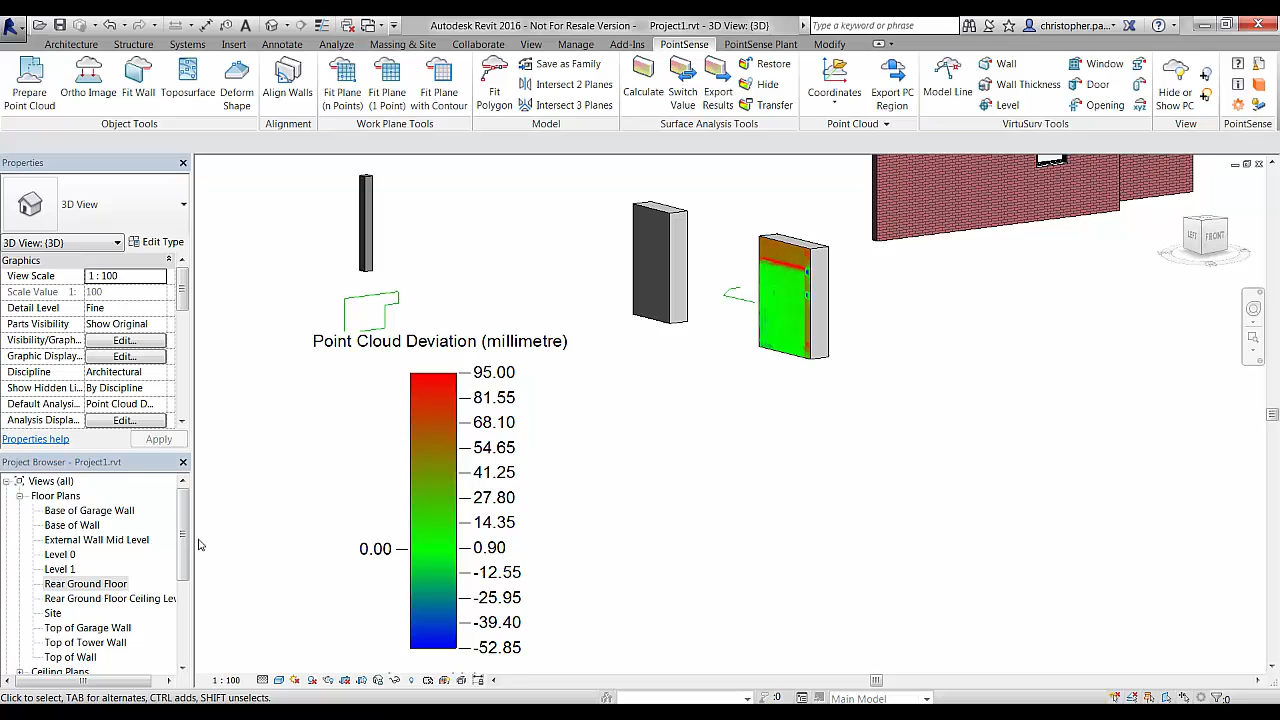 Autodesk Revit 2016 - Not For Resale Version - Project1.rvt - 3D View: {3D}
Type a keyword or phrase
christopher.pa...
Architecture Structure Systems Insert Annotate Analyze Massing & Site Collaborate View Manage Add-Ins PointSense PointSense Plant Modify
Prepare Point Cloud
Ortho Image
Fit Wall
Toposurface
Deform Shape
Object Tools
Align Walls
Alignment
Fit Plane (n Points)
Fit Plane (1 Point)
Fit Plane with Contour
Work Plane Tools
Fit Polygon
Save as Family
Intersect 2 Planes
Intersect 3 Planes
Model
Calculate
Switch Value
Export Results
Restore
Hide
Transfer
Surface Analysis Tools
Coordinates
Export PC Region
Point Cloud
Model Line
Wall
Wall Thickness
Level
Window
Door
Opening
VirtuSurv Tools
Hide or Show PC
View
PointSense
Properties
3D View
3D View: {3D}
Edit Type
Graphics
View Scale 1 : 100
Scale Value 1: 100
Detail Level Fine
Parts Visibility Show Original
Visibility/Graph... Edit...
Graphic Display... Edit...
Discipline Architectural
Show Hidden Li... By Discipline
Default Analysi... Point Cloud D...
Analysis Displa... Edit...
Properties help
Apply
Project Browser - Project1.rvt
Views (all)
Floor Plans
Base of Garage Wall
Base of Wall
External Wall Mid Level
Level 0
Level 1
Rear Ground Floor
Rear Ground Floor Ceiling Lev
Site
Top of Garage Wall
Top of Tower Wall
Top of Wall
Ceiling Plans
LEFT
FRONT
Point Cloud Deviation (millimetre)
95.00
81.55
68.10
54.65
41.25
27.80
14.35
0.00
0.90
-12.55
-25.95
-39.40
-52.85
1 : 100
Click to select, TAB for alternates, CTRL adds, SHIFT unselects.
:0
Main Model
:0